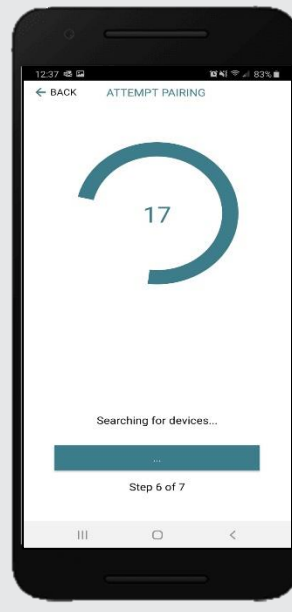 12:37 83%
← BACK ATTEMPT PAIRING
17
Searching for devices...
...
Step 6 of 7